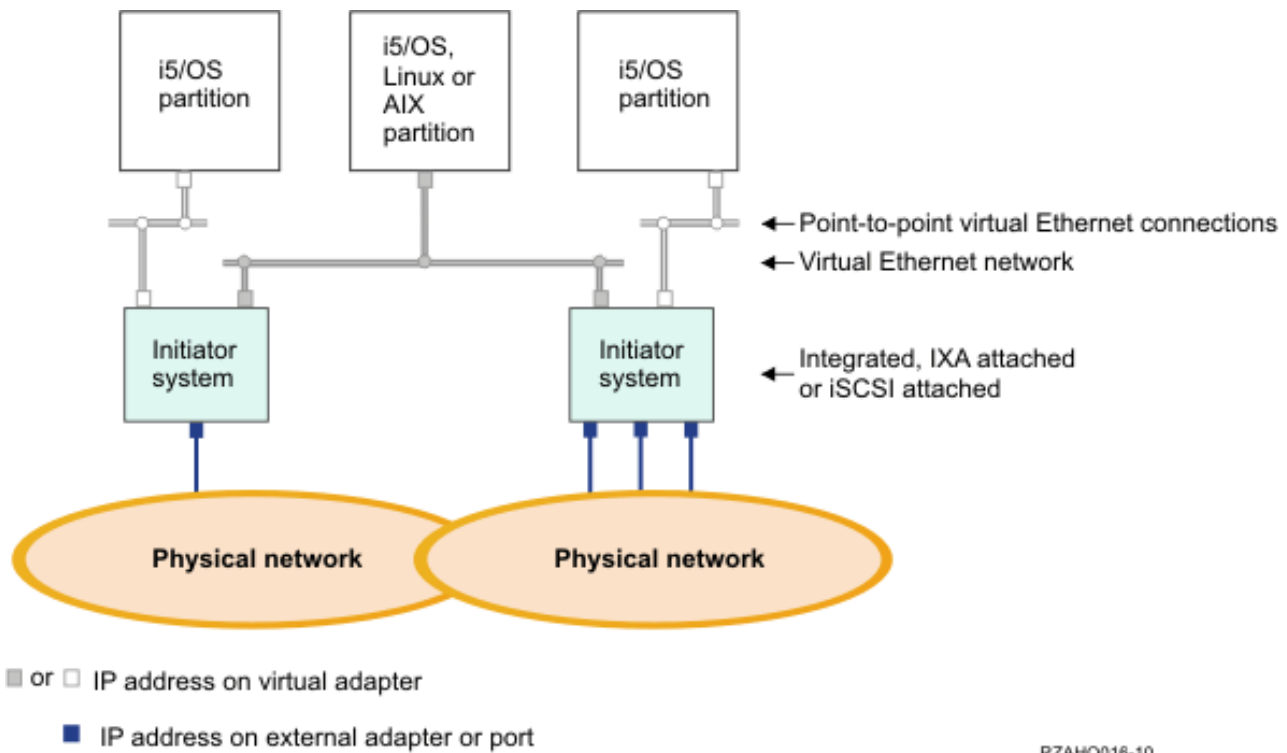 i5/OS
partition
i5/OS,
Linux or
AIX
partition
i5/OS
partition
Point-to-point virtual Ethernet connections
Virtual Ethernet network
Initiator
system
Initiator
system
Integrated, IXA attached
or iSCSI attached
Physical network
Physical network
or
IP address on virtual adapter
IP address on external adapter or port
RZAHQ016-10